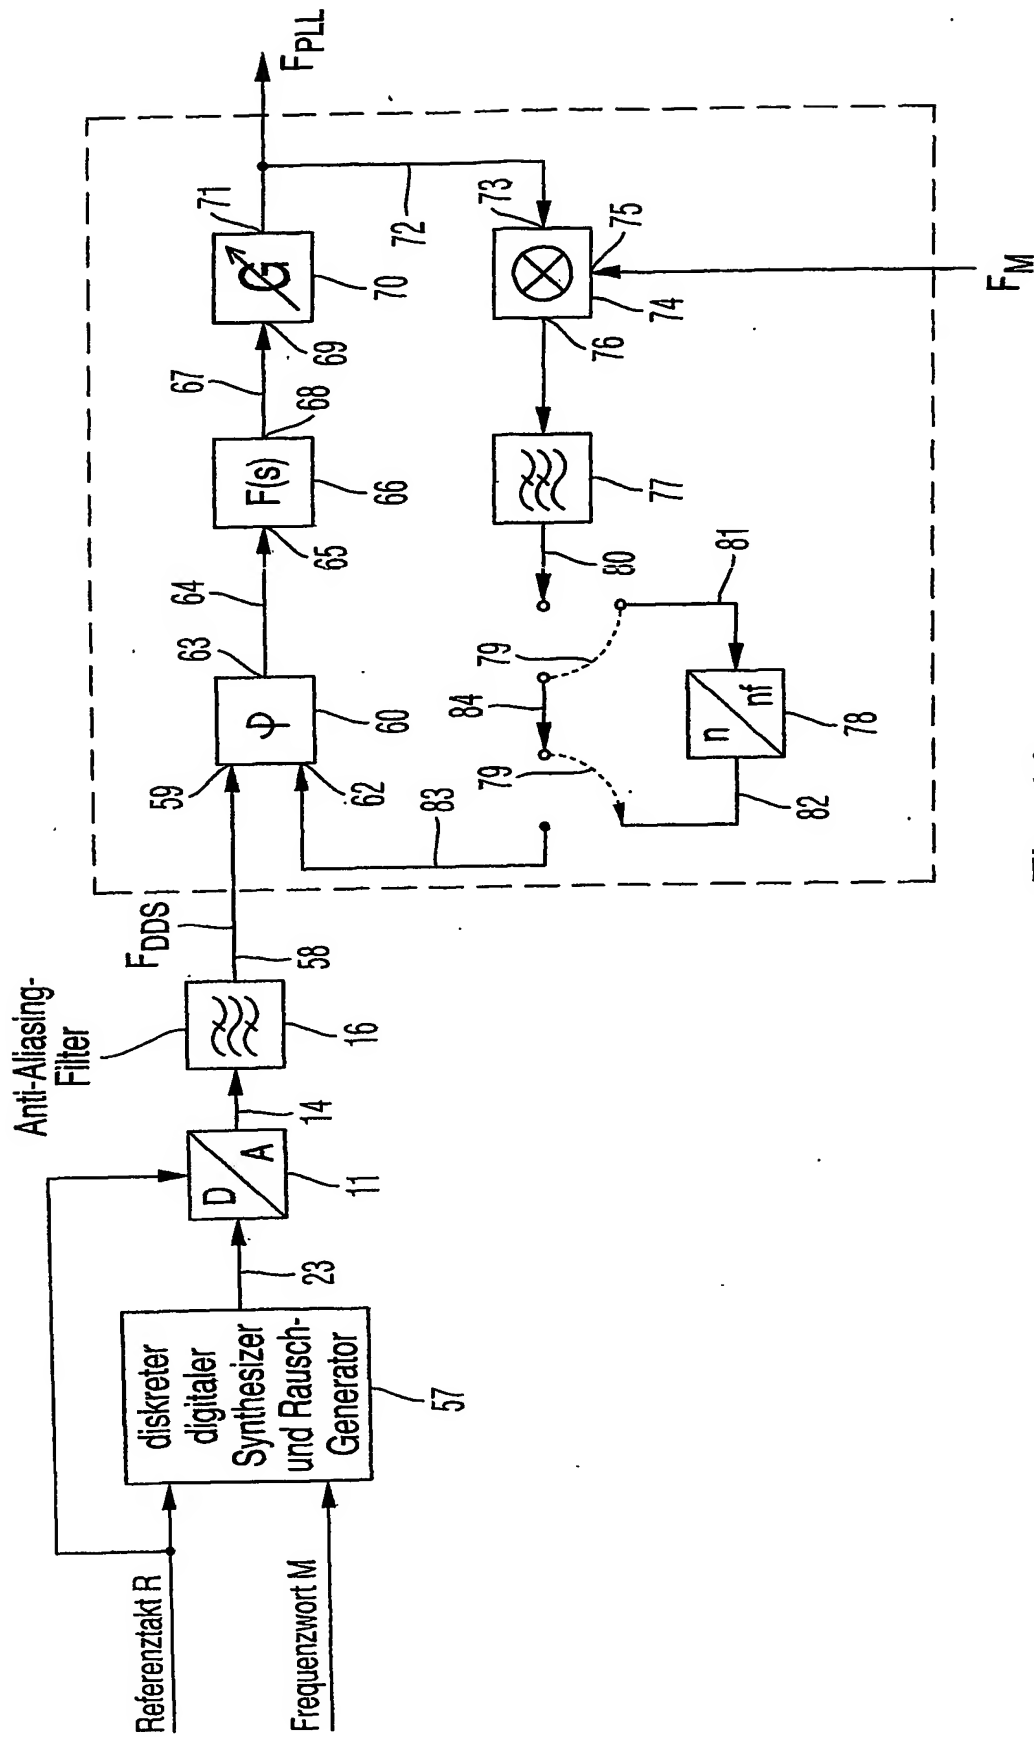 Referenztakt R
Frequenzwort M
diskreter
digitaler
Synthesizer
und Rausch-
Generator
57
23
D
A
11
14
Anti-Aliasing-
Filter
16
F_DDS
58
59
φ
60
62
63
64
65
F(s)
66
68
67
69
G
70
71
F_PLL
72
73
74
75
F_M
76
77
80
79
84
79
81
n
nf
78
82
83